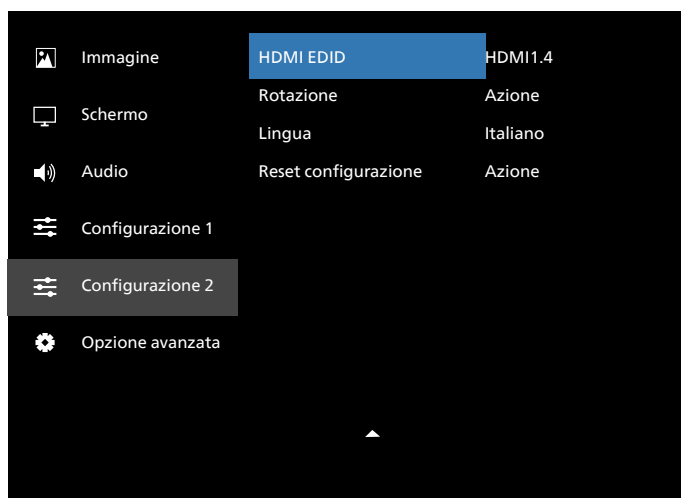 Immagine
Schermo
Audio
Configurazione 1
Configurazione 2
Opzione avanzata
HDMI EDID HDMI1.4
Rotazione Azione
Lingua Italiano
Reset configurazione Azione